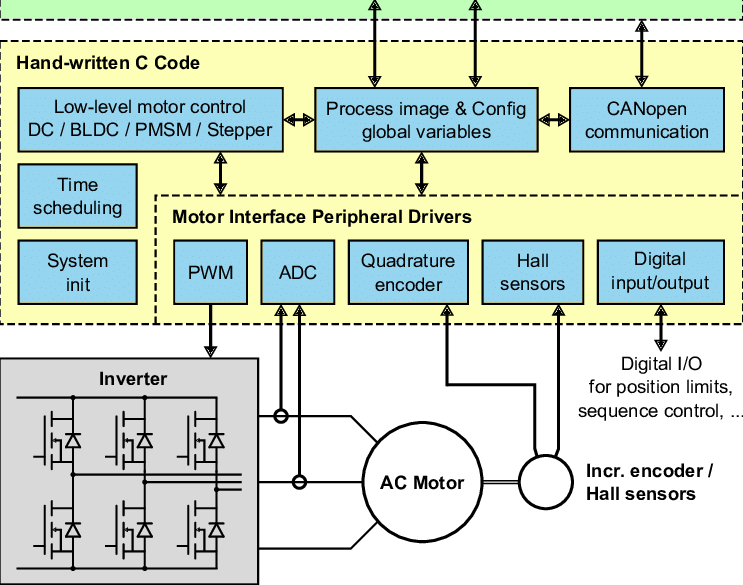 Hand-written C Code
Low-level motor control
DC / BLDC / PMSM / Stepper
Process image & Config
global variables
CANopen
communication
Time
scheduling
System
init
Motor Interface Peripheral Drivers
PWM
ADC
Quadrature
encoder
Hall
sensors
Digital
input/output
Digital I/O
for position limits,
sequence control, ...
Inverter
AC Motor
Incr. encoder /
Hall sensors